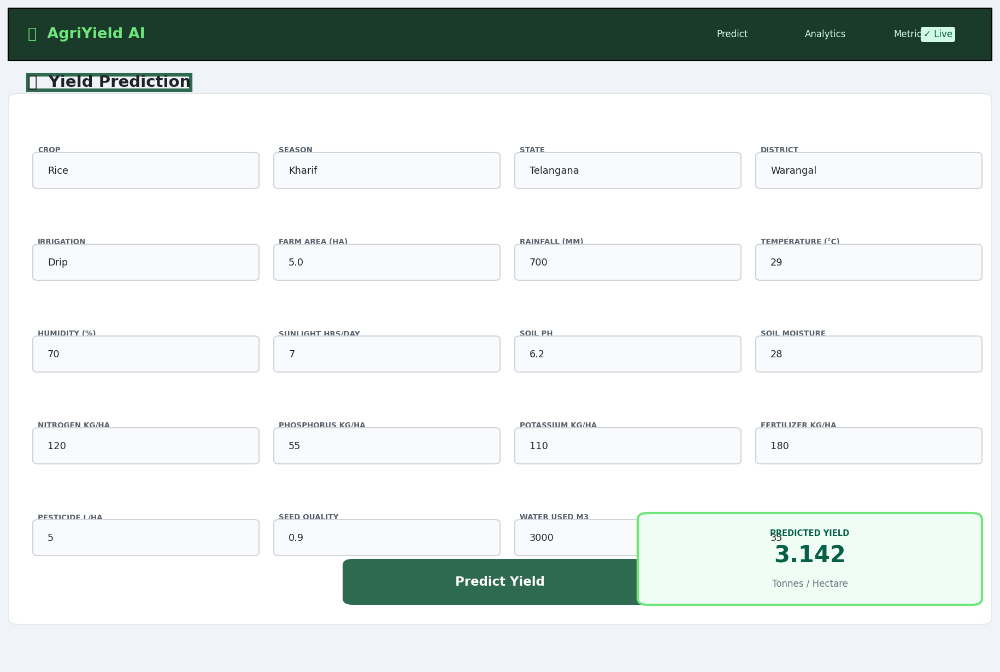 AgriYield AI
Predict Analytics Metric ✓ Live
Yield Prediction
CROP SEASON STATE DISTRICT
Rice Kharif Telangana Warangal
IRRIGATION FARM AREA (HA) RAINFALL (MM) TEMPERATURE (°C)
Drip 5.0 700 29
HUMIDITY (%) SUNLIGHT HRS/DAY SOIL PH SOIL MOISTURE
70 7 6.2 28
NITROGEN KG/HA PHOSPHORUS KG/HA POTASSIUM KG/HA FERTILIZER KG/HA
120 55 110 180
PESTICIDE L/HA SEED QUALITY WATER USED M3
5 0.9 3000 35
PREDICTED YIELD
3.142
Tonnes / Hectare
Predict Yield